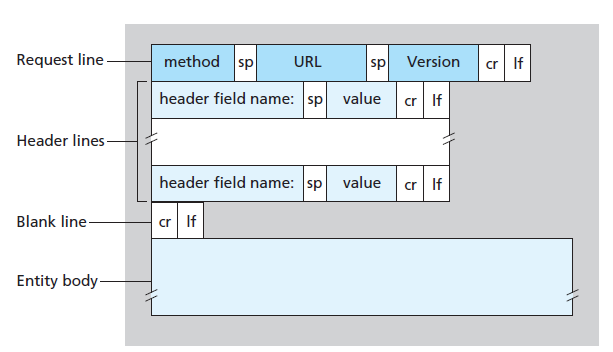 Request line method sp URL sp Version cr lf
header field name: sp value cr lf
Header lines
header field name: sp value cr lf
Blank line cr lf
Entity body